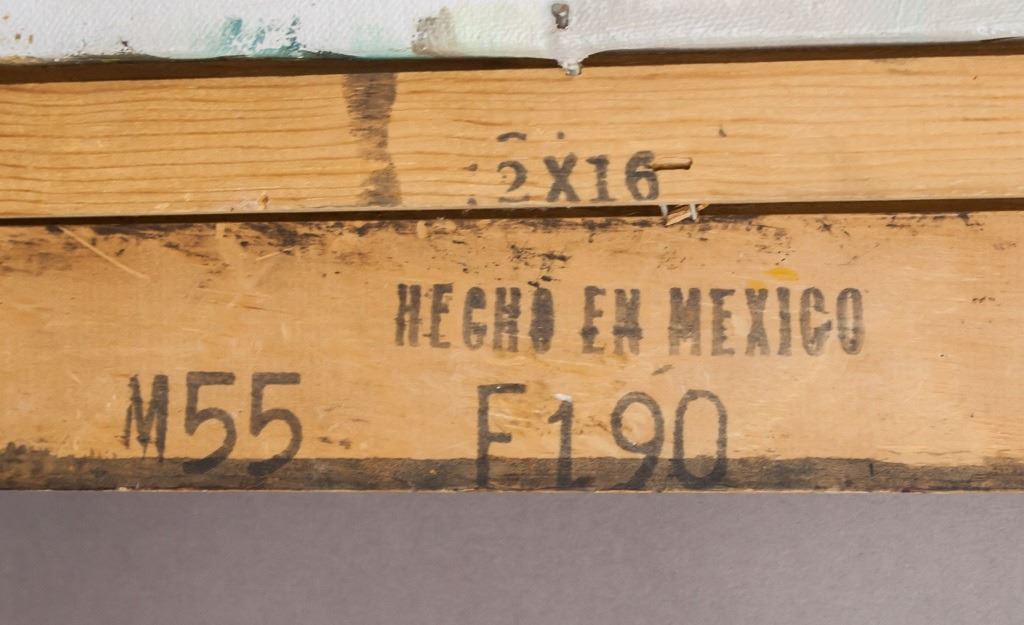 2X16
HECHO EN MEXICO
M55 F190